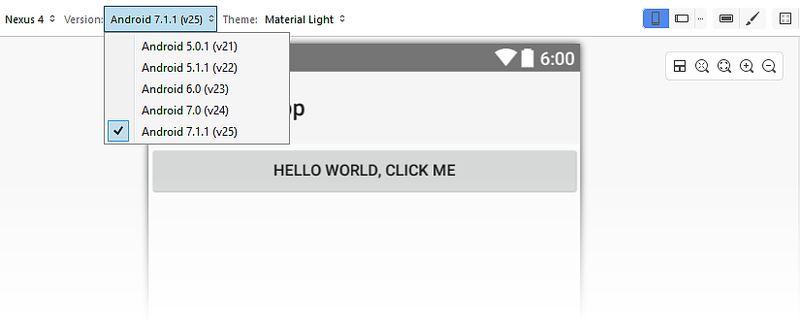 Nexus 4 Version: Android 7.1.1 (v25) Theme: Material Light ...
Android 5.0.1 (v21)
Android 5.1.1 (v22)
Android 6.0 (v23)
Android 7.0 (v24)
Android 7.1.1 (v25)
6:00
HELLO WORLD, CLICK ME